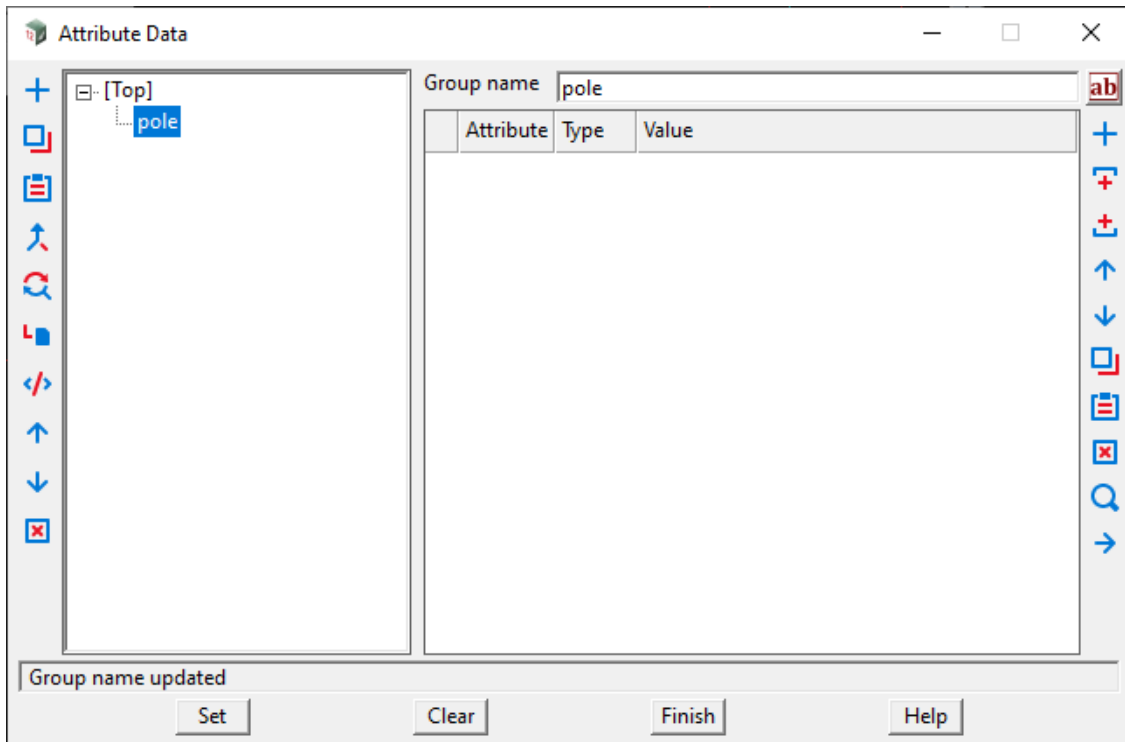 Attribute Data
[Top]
pole
Group name pole ab
Attribute Type Value
Group name updated
Set Clear Finish Help